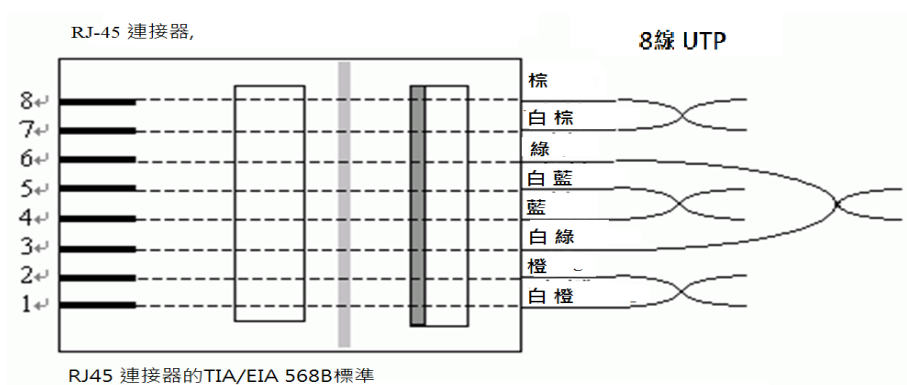 RJ-45 連接器,
8線 UTP
8↵ 棕
7↵ 白棕
6↵ 綠
5↵ 白藍
4↵ 藍
3↵ 白綠
2↵ 橙
1↵ 白橙
RJ45 連接器的TIA/EIA 568B標準